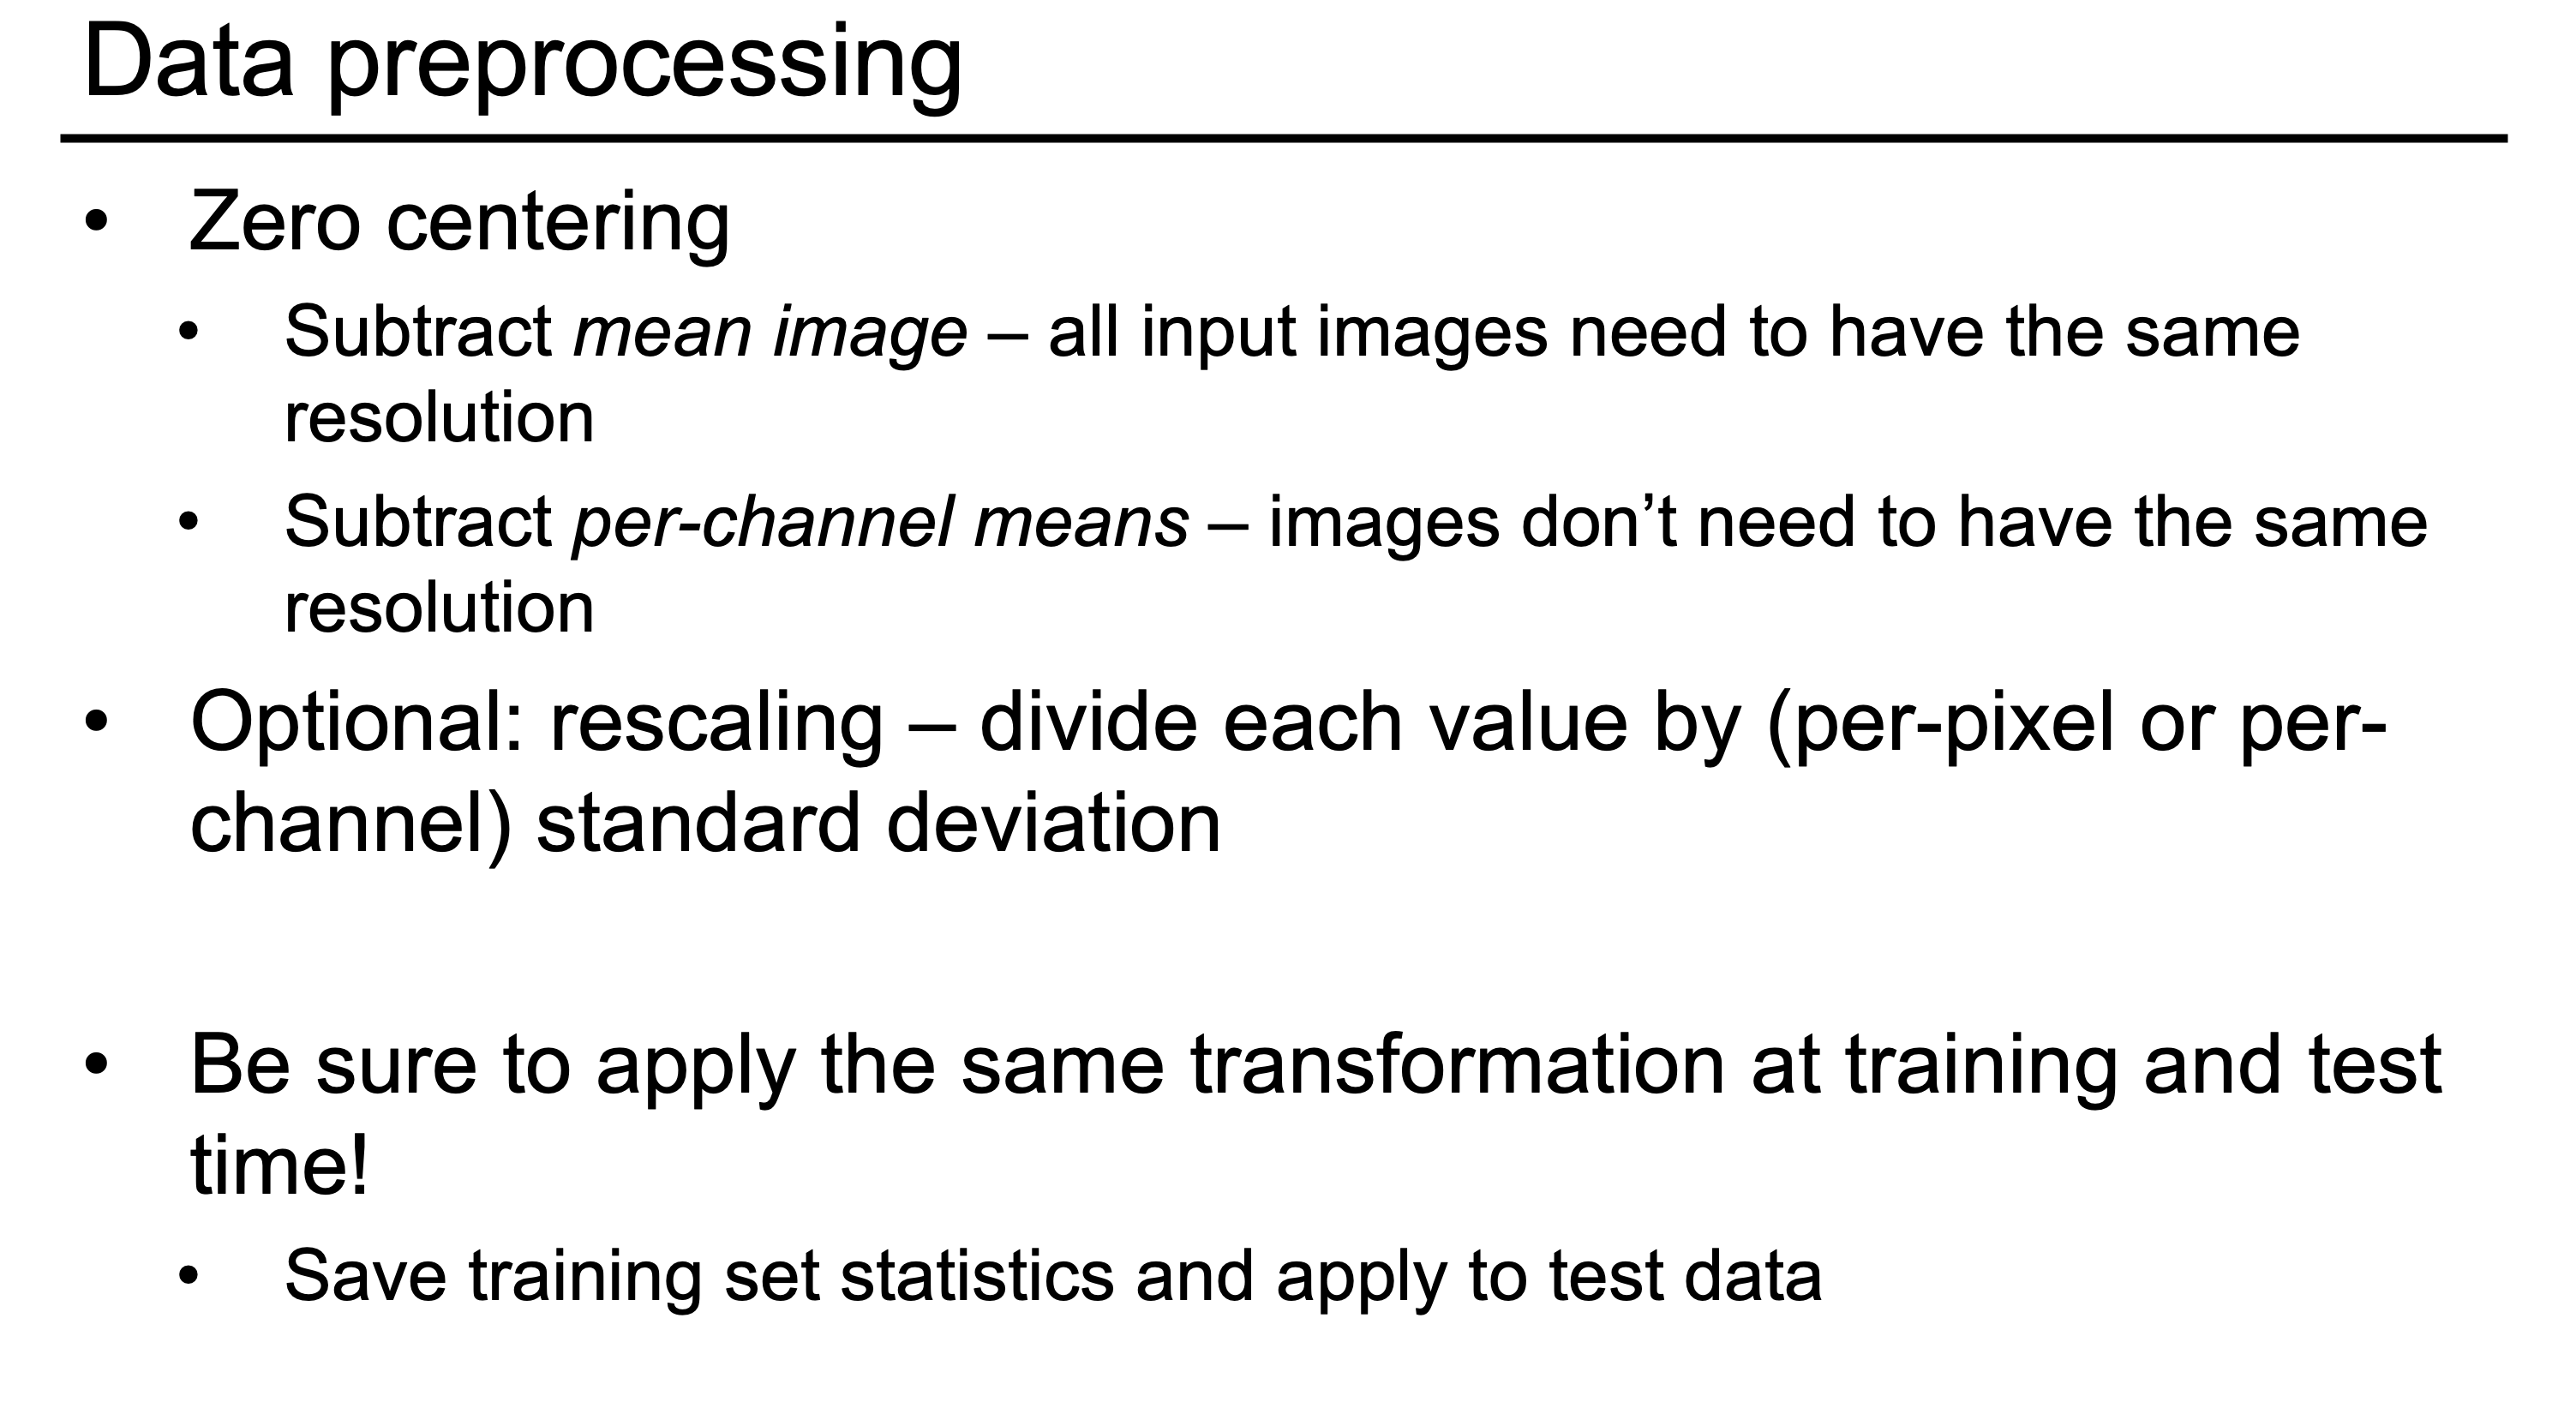 Data preprocessing
• Zero centering
• Subtract mean image – all input images need to have the same
resolution
• Subtract per-channel means – images don’t need to have the same
resolution
• Optional: rescaling – divide each value by (per-pixel or per-
channel) standard deviation
• Be sure to apply the same transformation at training and test
time!
• Save training set statistics and apply to test data